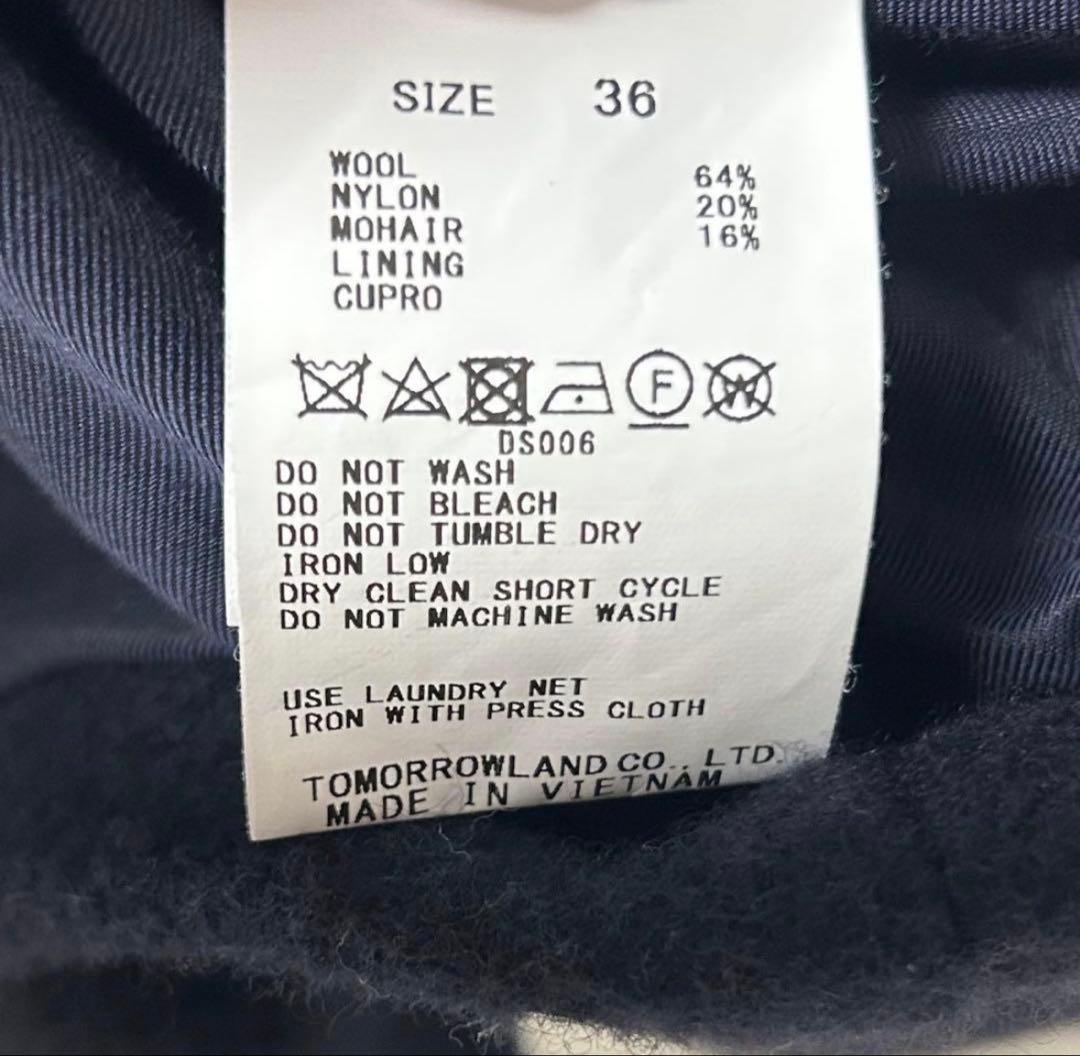 SIZE 36
WOOL 64%
NYLON 20%
MOHAIR 16%
LINING
CUPRO
F W
DS006
DO NOT WASH
DO NOT BLEACH
DO NOT TUMBLE DRY
IRON LOW
DRY CLEAN SHORT CYCLE
DO NOT MACHINE WASH
USE LAUNDRY NET
IRON WITH PRESS CLOTH
TOMORROWLAND CO., LTD.
MADE IN VIETNAM